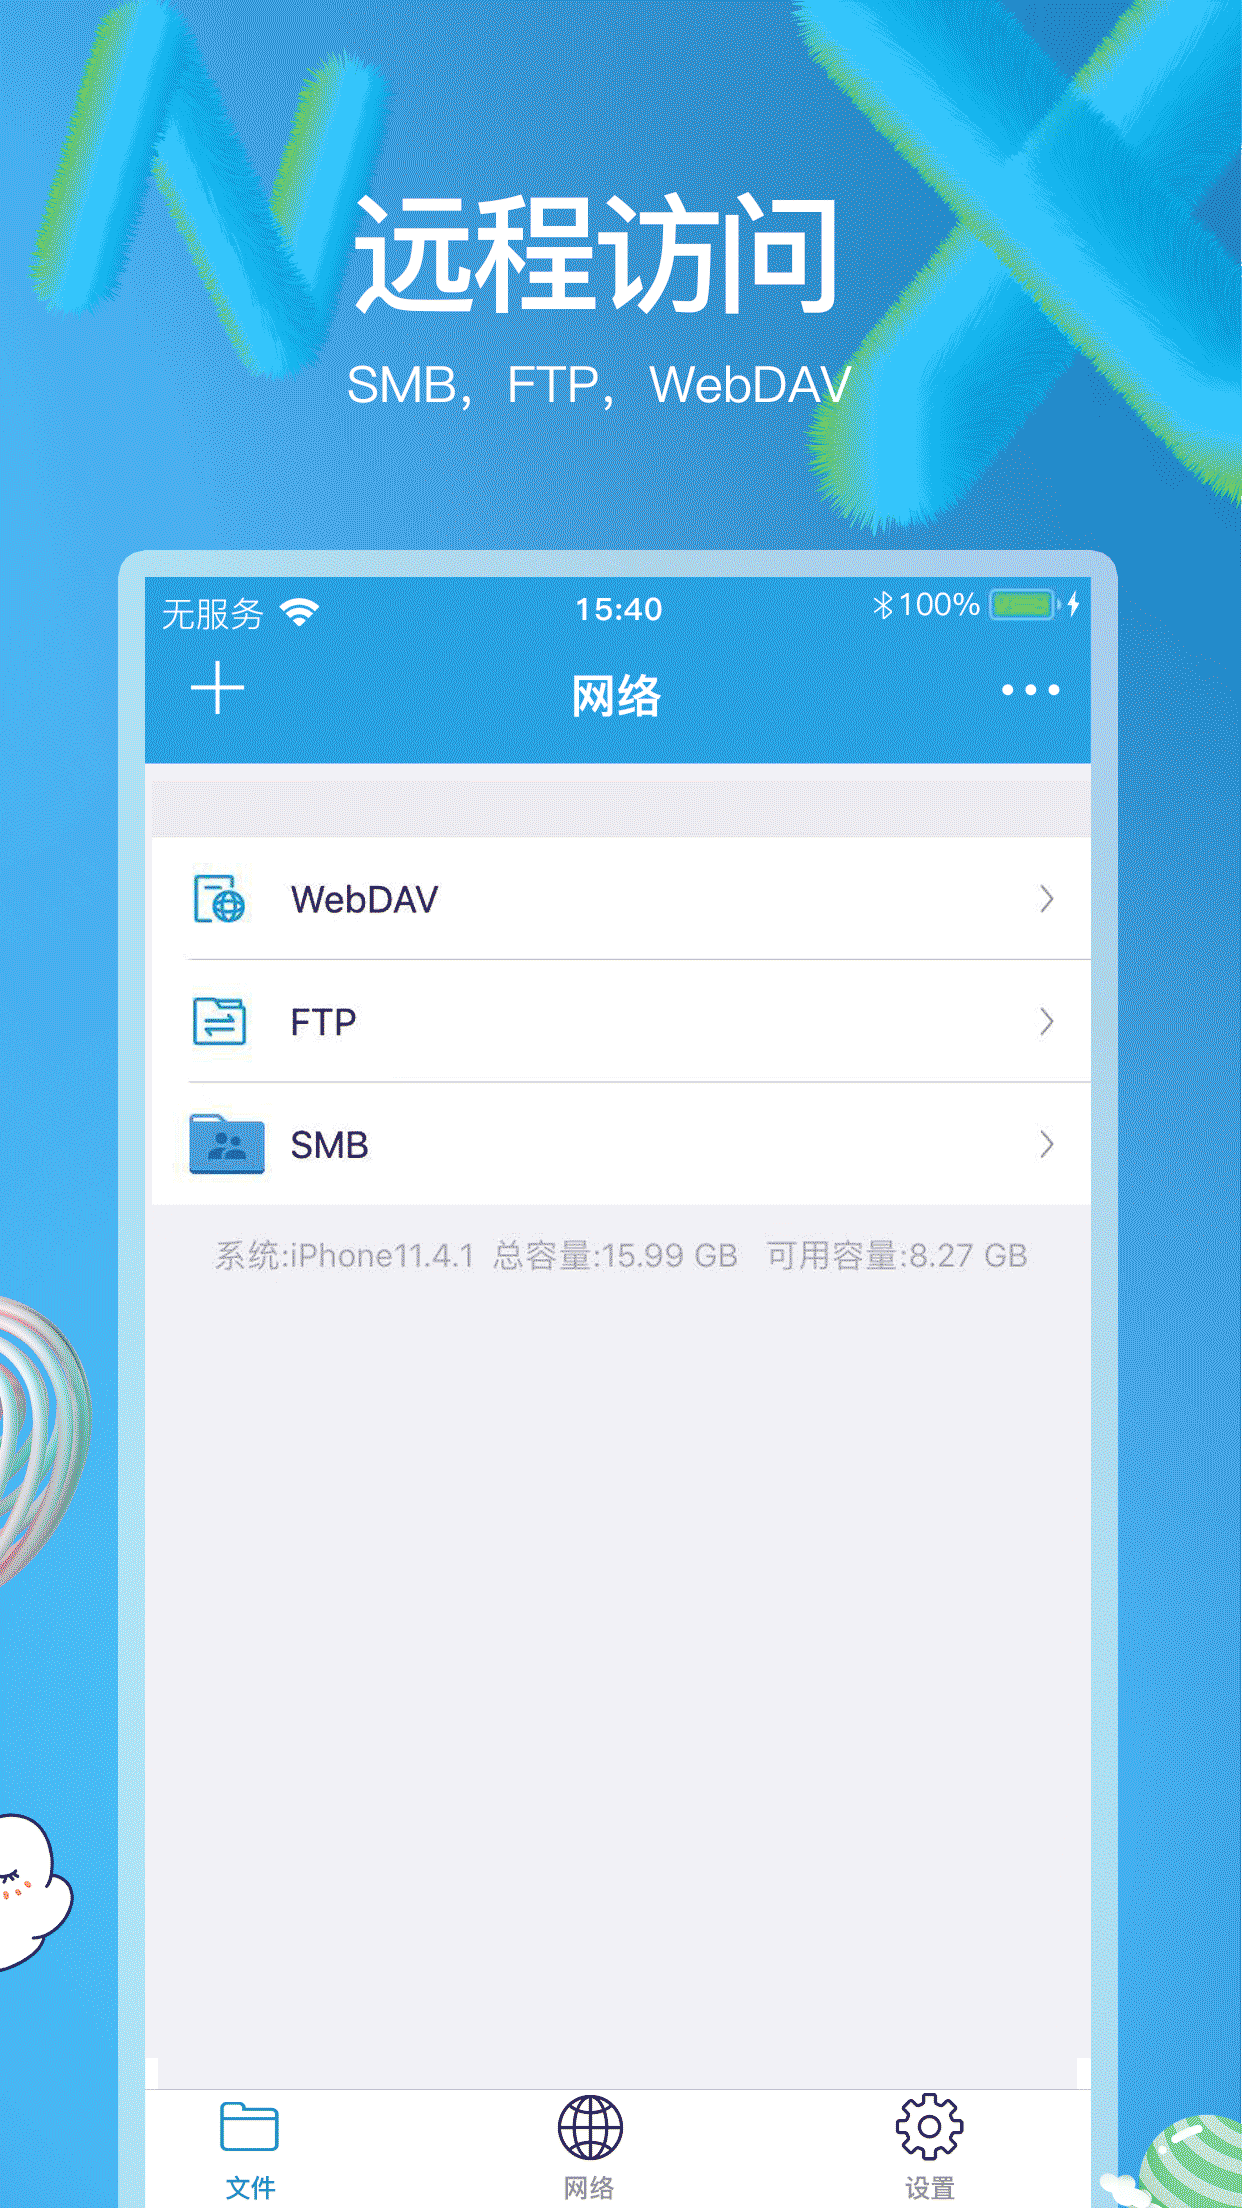 远程访问
SMB，FTP，WebDAV
无服务 15:40 100%
网络
WebDAV
FTP
SMB
系统:iPhone11.4.1 总容量:15.99 GB 可用容量:8.27 GB
文件 网络 设置